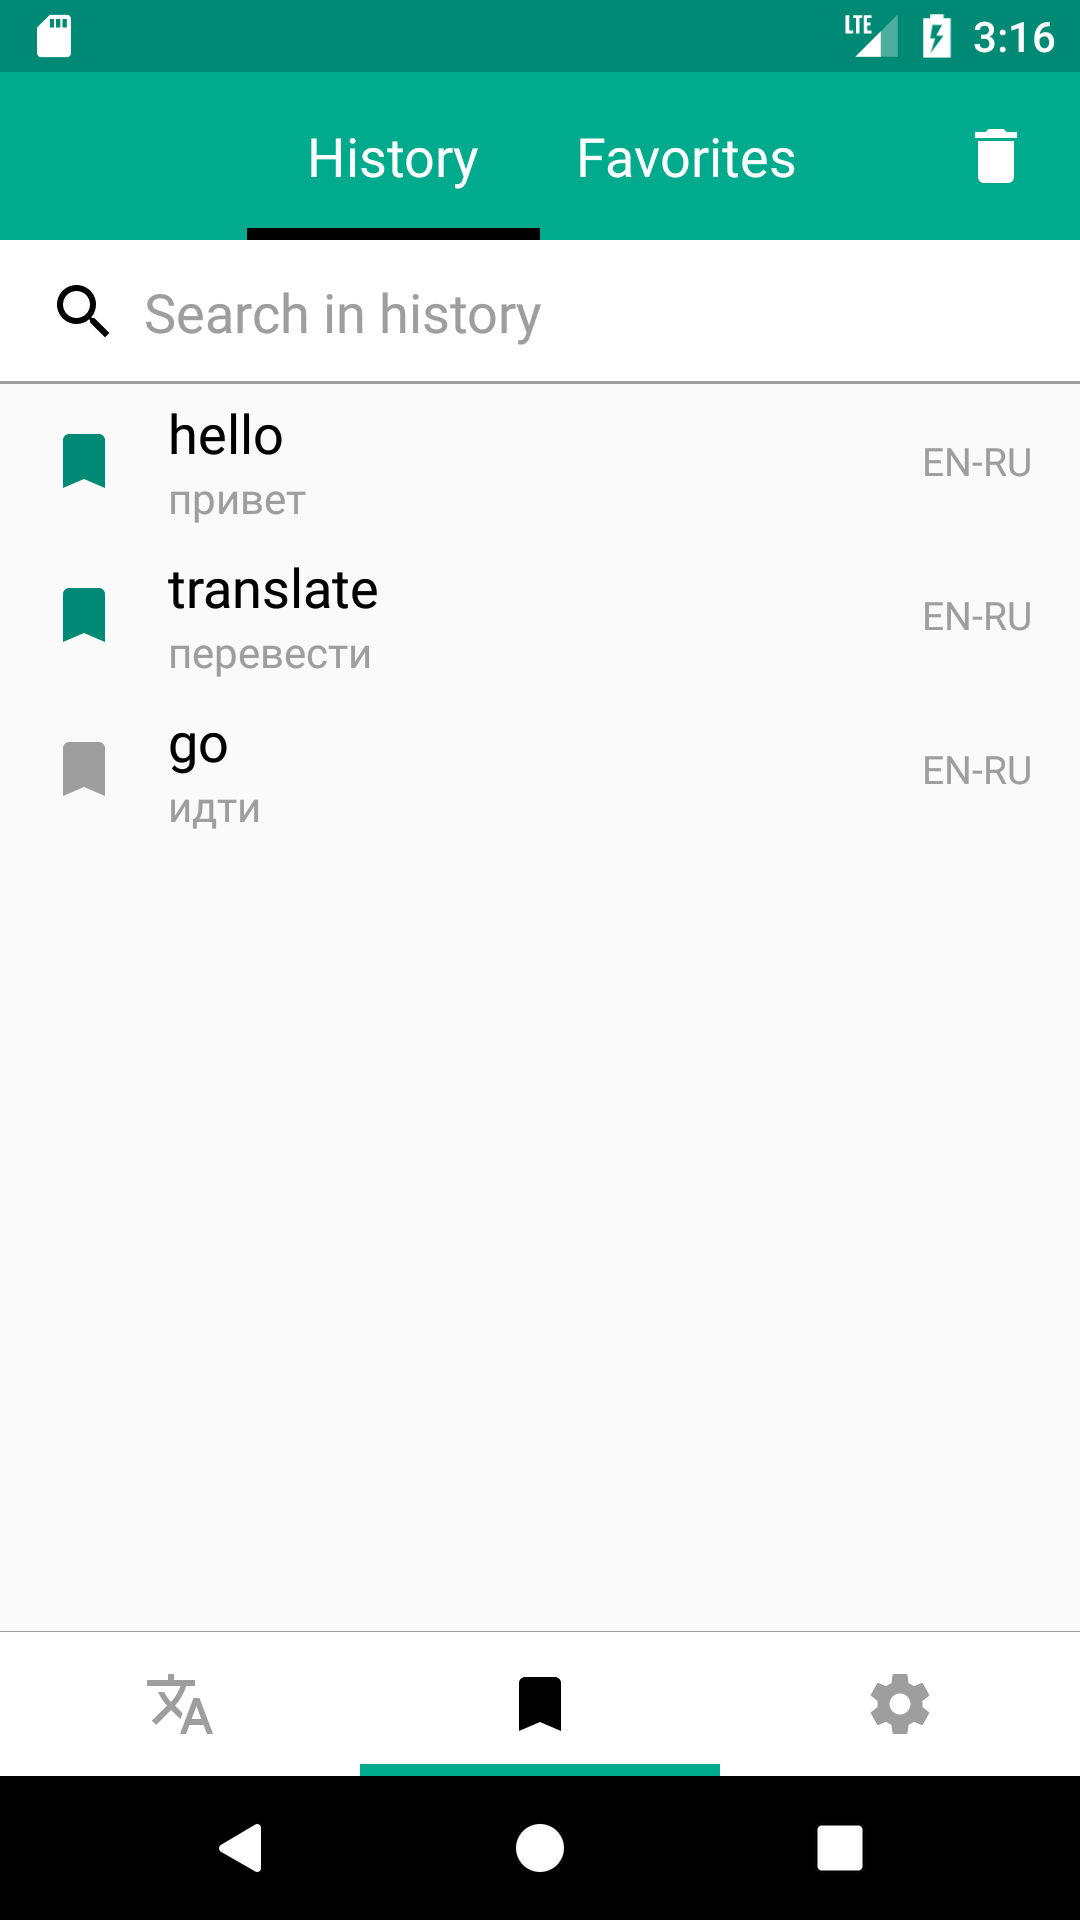 LTE 3:16
History Favorites
Search in history
hello
привет
EN-RU
translate
перевести
EN-RU
go
идти
EN-RU